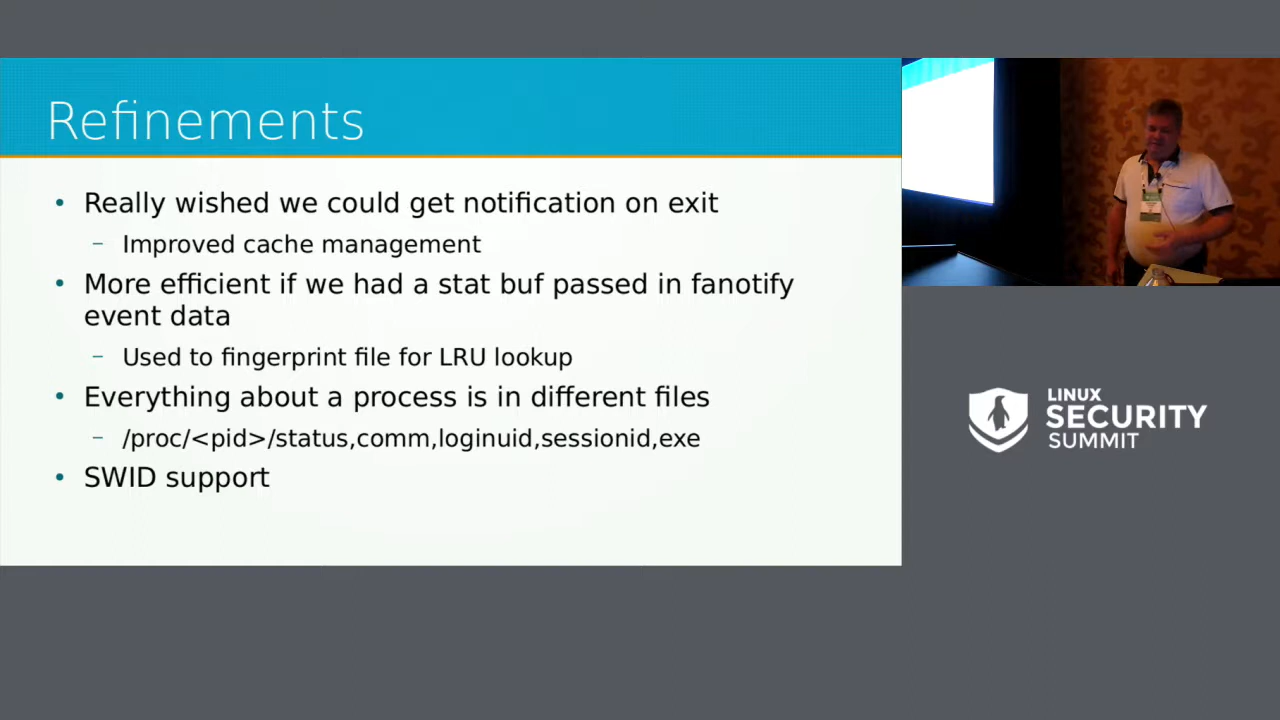 Refinements
• Really wished we could get notification on exit
– Improved cache management
• More efficient if we had a stat buf passed in fanotify
event data
– Used to fingerprint file for LRU lookup
• Everything about a process is in different files
– /proc/<pid>/status,comm,loginuid,sessionid,exe
• SWID support
LINUX
SECURITY
SUMMIT